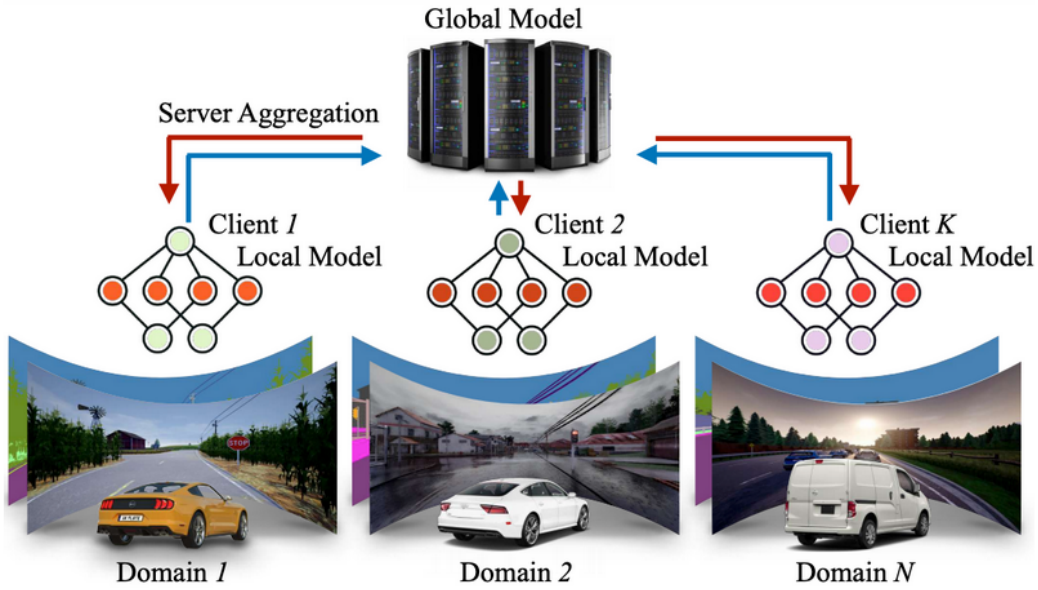 Global Model
Server Aggregation
Client 1
Local Model
Client 2
Local Model
Client K
Local Model
STOP
Domain 1
Domain 2
Domain N